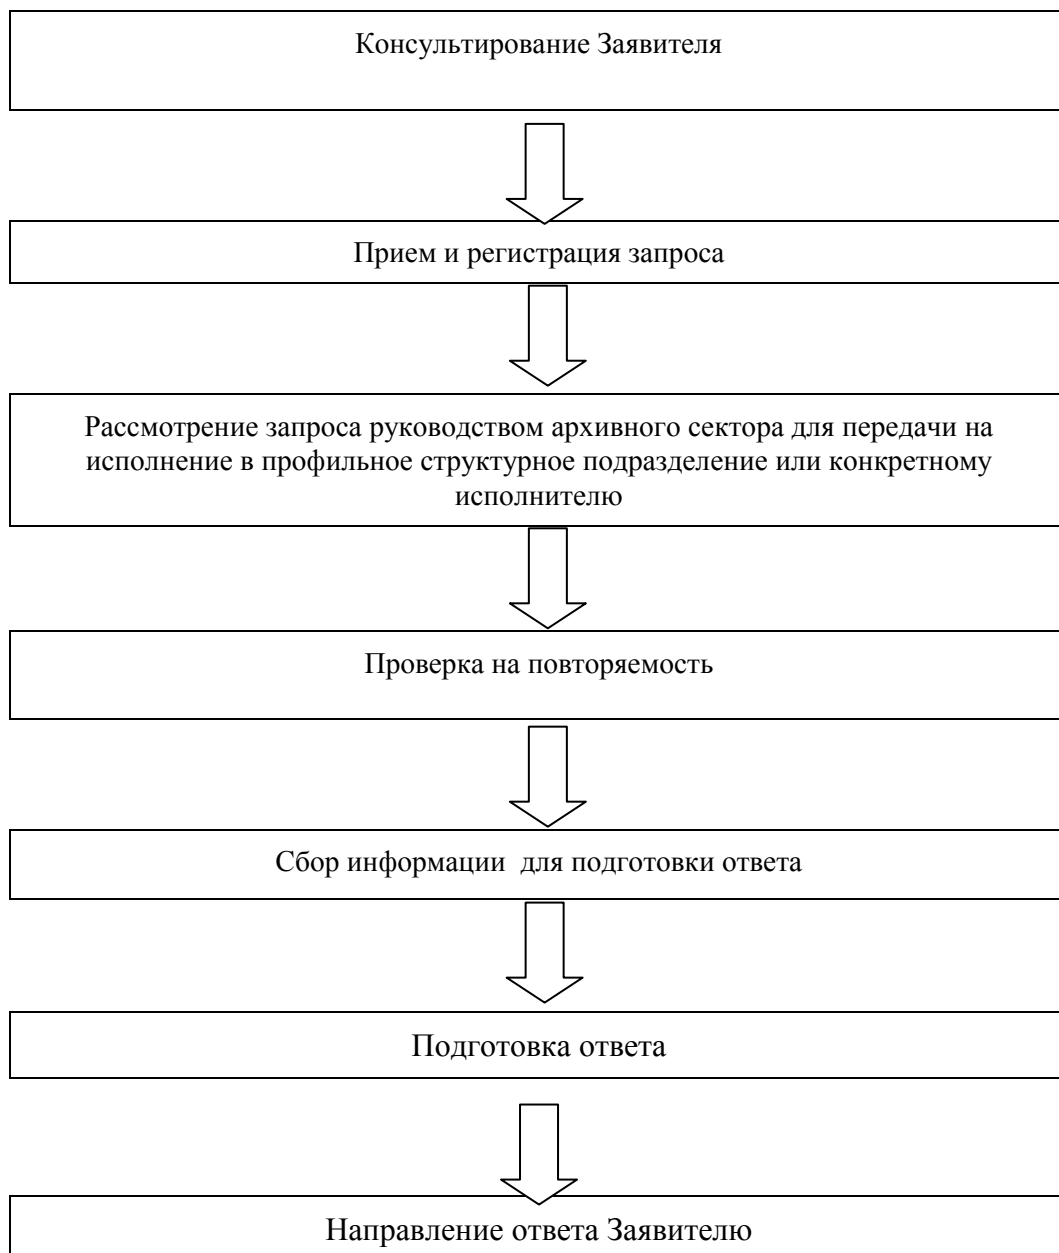 Консультирование Заявителя
Прием и регистрация запроса
Рассмотрение запроса руководством архивного сектора для передачи на
исполнение в профильное структурное подразделение или конкретному
исполнителю
Проверка на повторяемость
Сбор информации  для подготовки ответа
Подготовка ответа
Направление ответа Заявителю